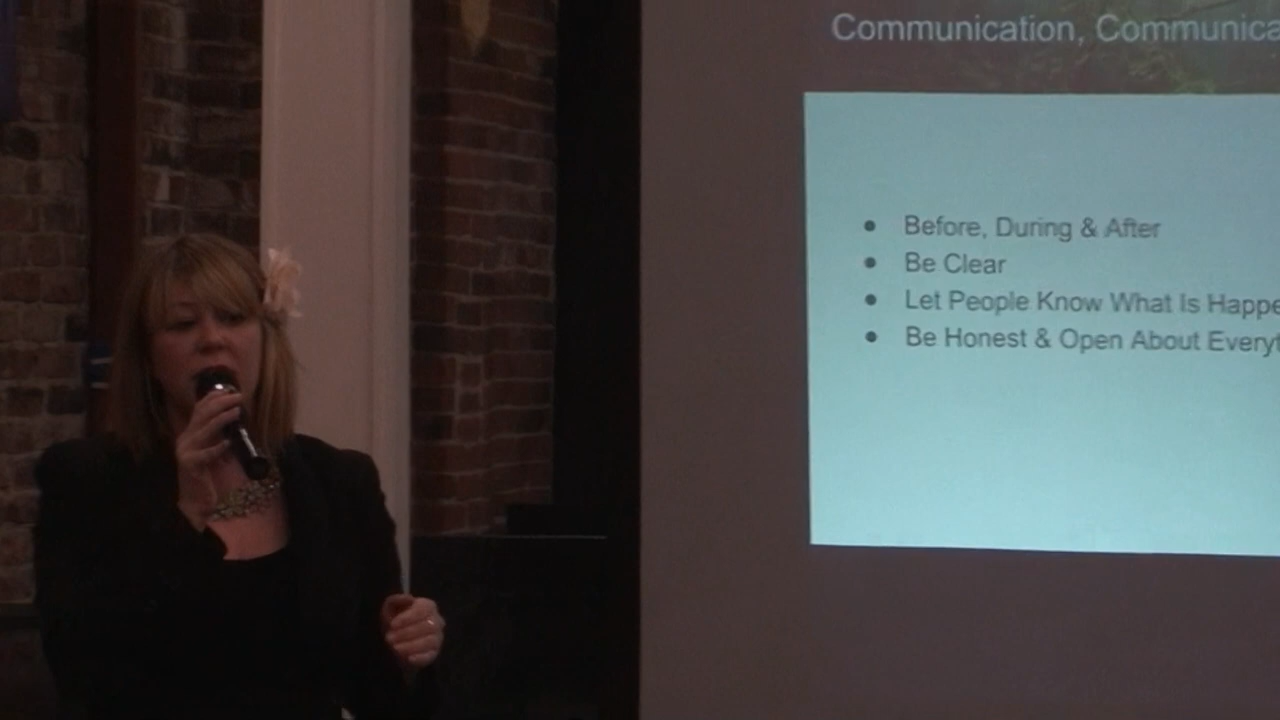 Communication, Communica
• Before, During & After
• Be Clear
• Let People Know What Is Happe
• Be Honest & Open About Everyt